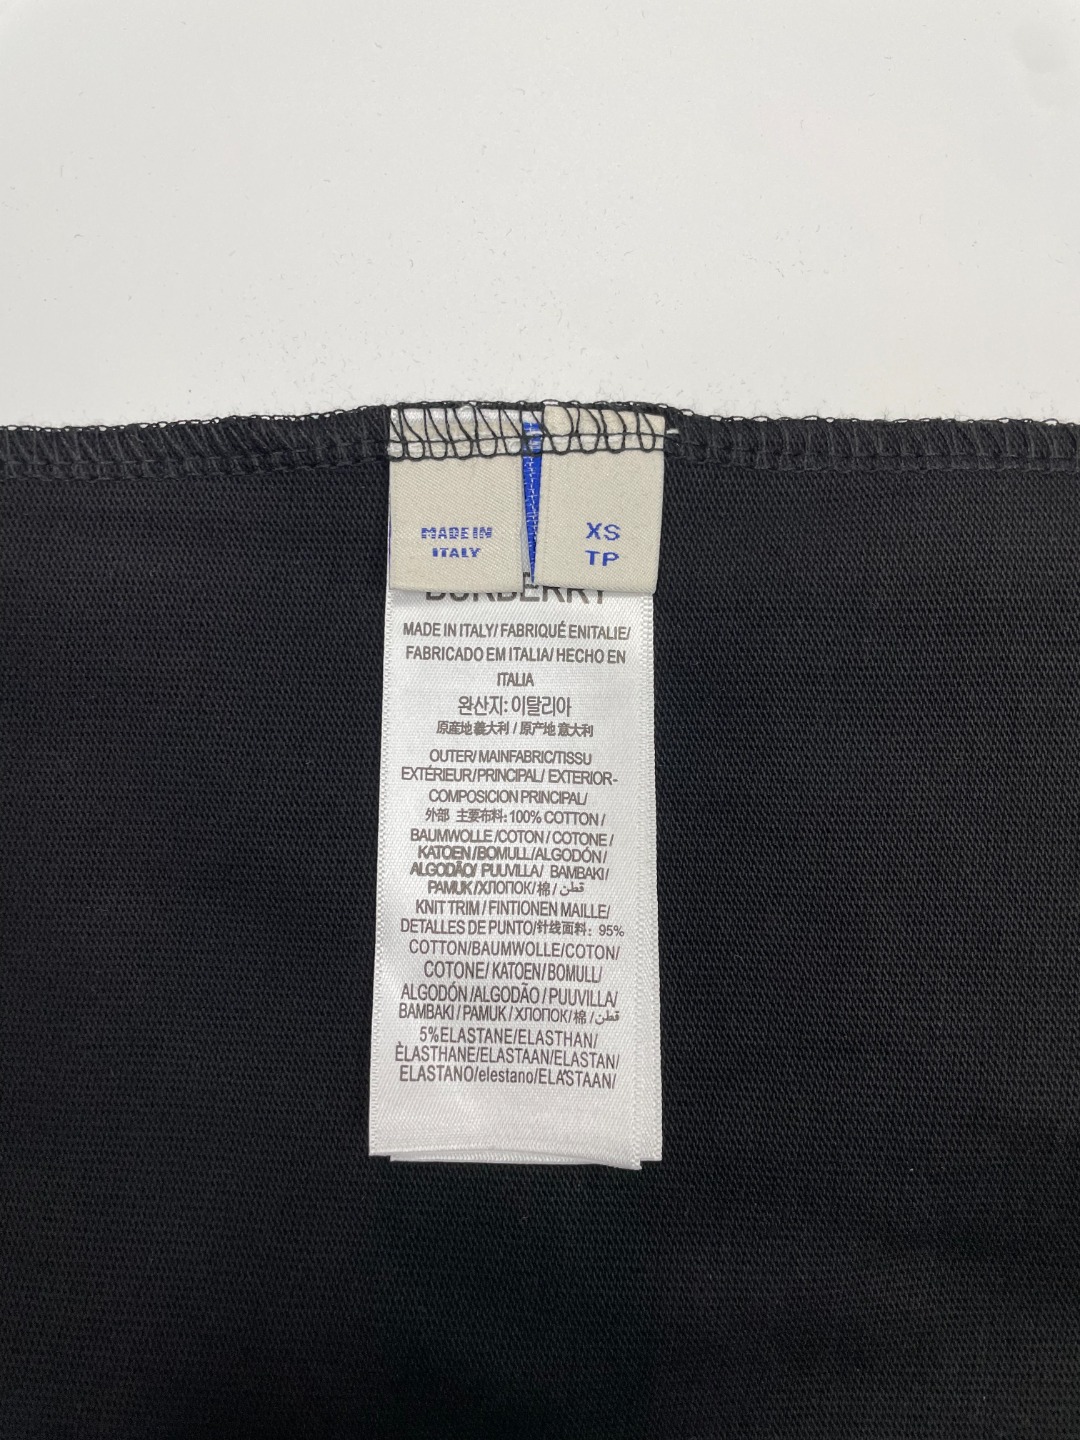 MADE IN
ITALY
XS
TP
BURBERRY
MADE IN ITALY/ FABRIQUÉ ENITALIE/
FABRICADO EM ITALIA/ HECHO EN
ITALIA
완산지: 이탈리아
原産地 義大利 / 原产地 意大利
OUTER/ MAINFABRIC/TISSU
EXTÉRIEUR/PRINCIPAL/ EXTERIOR-
COMPOSICION PRINCIPAL/
外部 主要布料: 100% COTTON /
BAUMWOLLE /COTON / COTONE /
KATOEN /BOMULL/ALGODÓN /
ALGODÃO/ PUUVILLA/ BAMBAKI/
PAMUK /ХЛОПОК/棉 / قطن
KNIT TRIM / FINTIONEN MAILLE/
DETALLES DE PUNTO/针线面料: 95%
COTTON/BAUMWOLLE/COTON/
COTONE/ KATOEN/ BOMULL/
ALGODÓN /ALGODÃO / PUUVILLA/
BAMBAKI / PAMUK / ХЛОПОК/棉 / قطن
5%ELASTANE/ELASTHAN/
ÈLASTHANE/ELASTAAN/ELASTAN/
ELASTANO/elestano/ELA'STAAN/